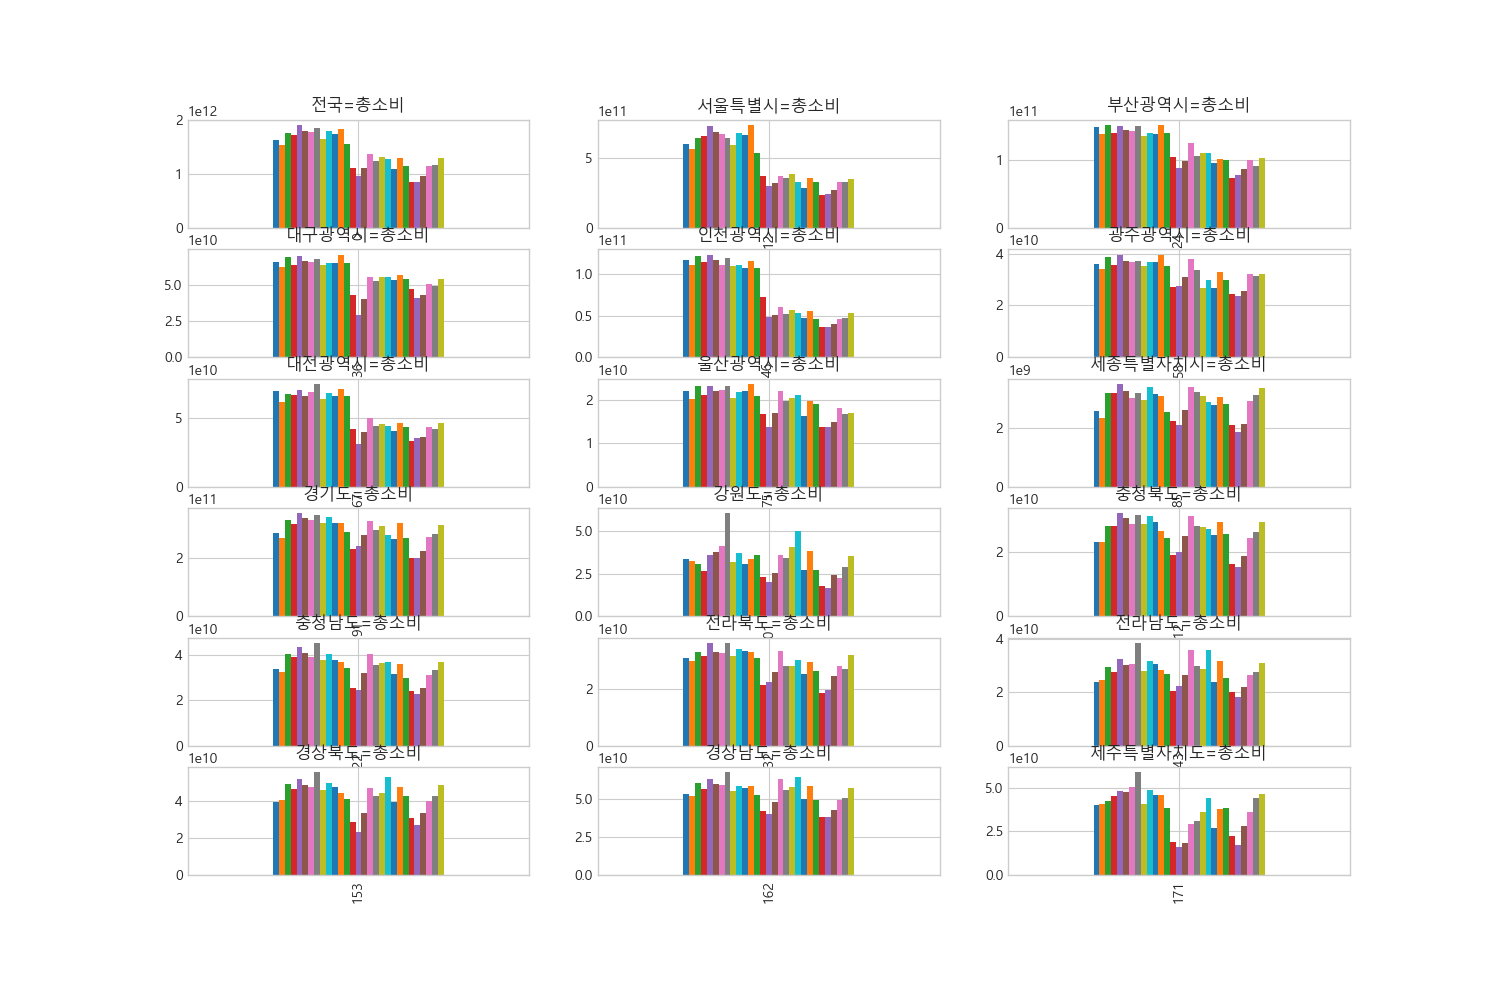 전국=총소비
서울특별시=총소비
부산광역시=총소비
1e12
1e11
1e11
2
1
0
5
0
1
0
대구광역시=총소비
인천광역시=총소비
광주광역시=총소비
1e10
1e11
1e10
5.0
2.5
0.0
1.0
0.5
0.0
4
2
0
대전광역시=총소비
울산광역시=총소비
세종특별자치시=총소비
1e10
1e10
1e9
5
0
2
1
0
2
0
경기도=총소비
강원도=총소비
충청북도=총소비
1e11
1e10
1e10
2
0
5.0
2.5
0.0
2
0
충청남도=총소비
전라북도=총소비
전라남도=총소비
1e10
1e10
1e10
4
2
0
2
0
4
2
0
경상북도=총소비
경상남도=총소비
제주특별자치도=총소비
1e10
1e10
1e10
4
2
0
5.0
2.5
0.0
5.0
2.5
0.0
153
162
171